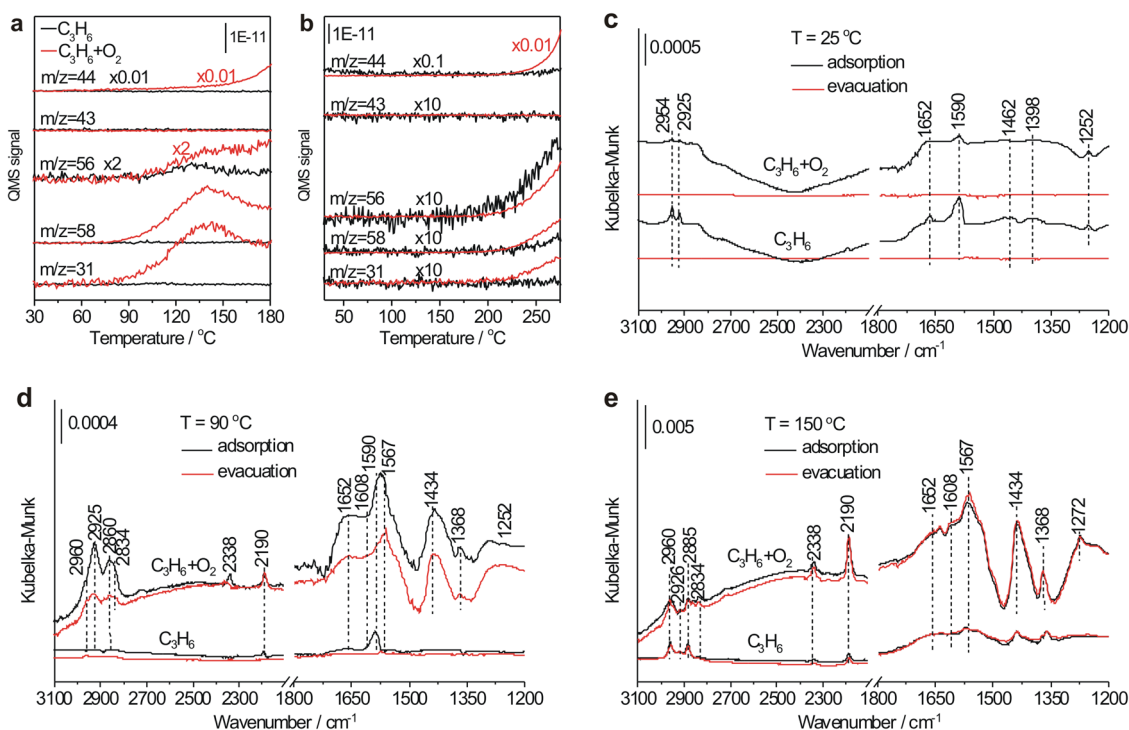 a
C3H6
C3H6+O2
1E-11
m/z=44 x0.01 x0.01
m/z=43
m/z=56 x2 x2
m/z=58
m/z=31
QMS signal
30 60 90 120 150 180
Temperature / °C
b
1E-11
x0.01
m/z=44 x0.1
m/z=43 x10
m/z=56 x10
m/z=58 x10
m/z=31 x10
QMS signal
50 100 150 200 250
Temperature / °C
c
0.0005
T = 25 °C
adsorption
evacuation
2954 2925 1652 1590 1462 1398 1252
C3H6+O2
C3H6
Kubelka-Munk
3100 2900 2700 2500 2300 1800 1650 1500 1350 1200
Wavenumber / cm-1
d
0.0004
T = 90 °C
adsorption
evacuation
2960 2925 2860 2834 2338 2190 1652 1608 1590 1567 1434 1368 1252
C3H6+O2
C3H6
Kubelka-Munk
3100 2900 2700 2500 2300 1800 1650 1500 1350 1200
Wavenumber / cm-1
e
0.005
T = 150 °C
adsorption
evacuation
2960 2926 2885 2834 2338 2190 1652 1608 1567 1434 1368 1272
C3H6+O2
C3H6
Kubelka-Munk
3100 2900 2700 2500 2300 1800 1650 1500 1350 1200
Wavenumber / cm-1